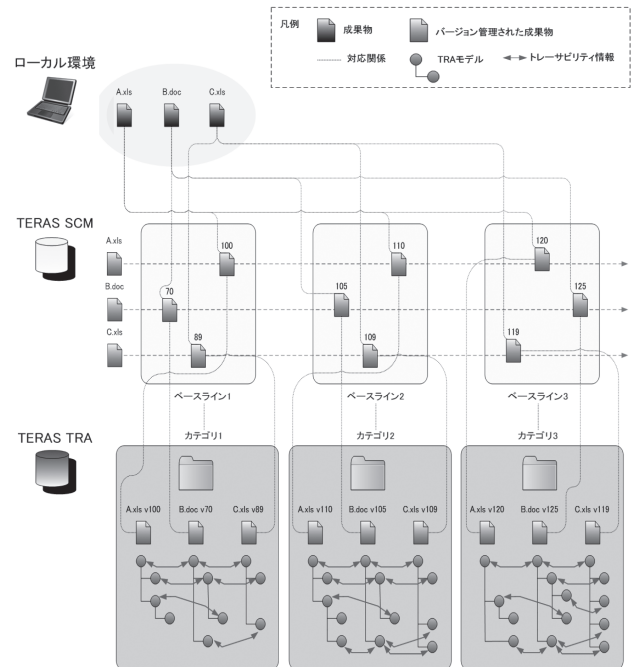 凡例
成果物
バージョン管理された成果物
対応関係
TRAモデル
トレーサビリティ情報
ローカル環境
A.xls
B.doc
C.xls
TERAS SCM
A.xls
B.doc
C.xls
100
70
89
110
105
109
120
125
119
ベースライン1
ベースライン2
ベースライン3
TERAS TRA
カテゴリ1
カテゴリ2
カテゴリ3
A.xls v100
B.doc v70
C.xls v89
A.xls v110
B.doc v105
C.xls v109
A.xls v120
B.doc v125
C.xls v119